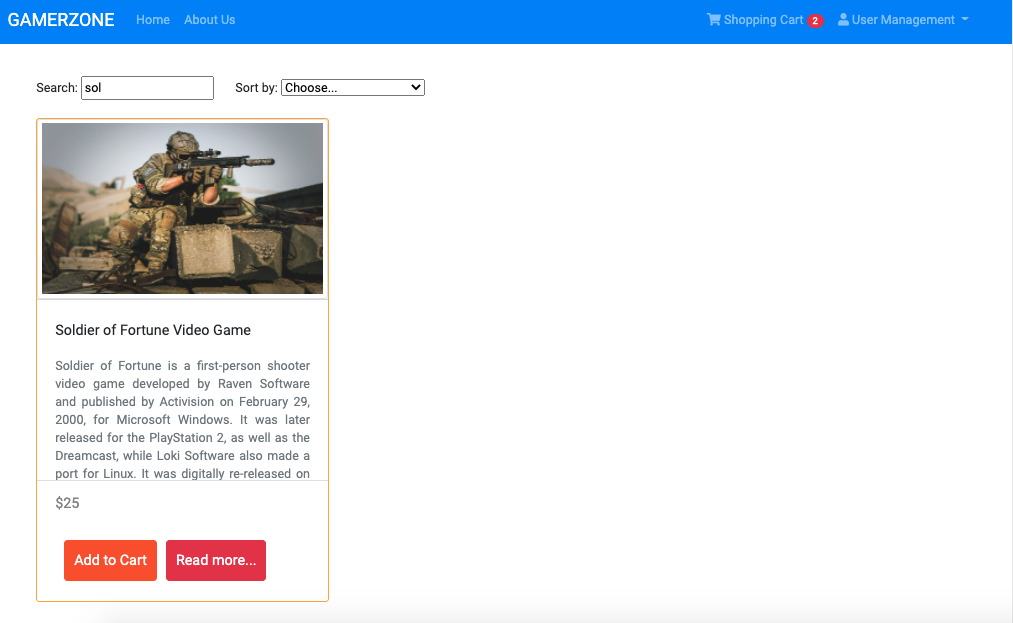 GAMERZONE Home About Us Shopping Cart 2 User Management
Search: sol Sort by: Choose...
Soldier of Fortune Video Game
Soldier of Fortune is a first-person shooter
video game developed by Raven Software
and published by Activision on February 29,
2000, for Microsoft Windows. It was later
released for the PlayStation 2, as well as the
Dreamcast, while Loki Software also made a
port for Linux. It was digitally re-released on
$25
Add to Cart Read more...